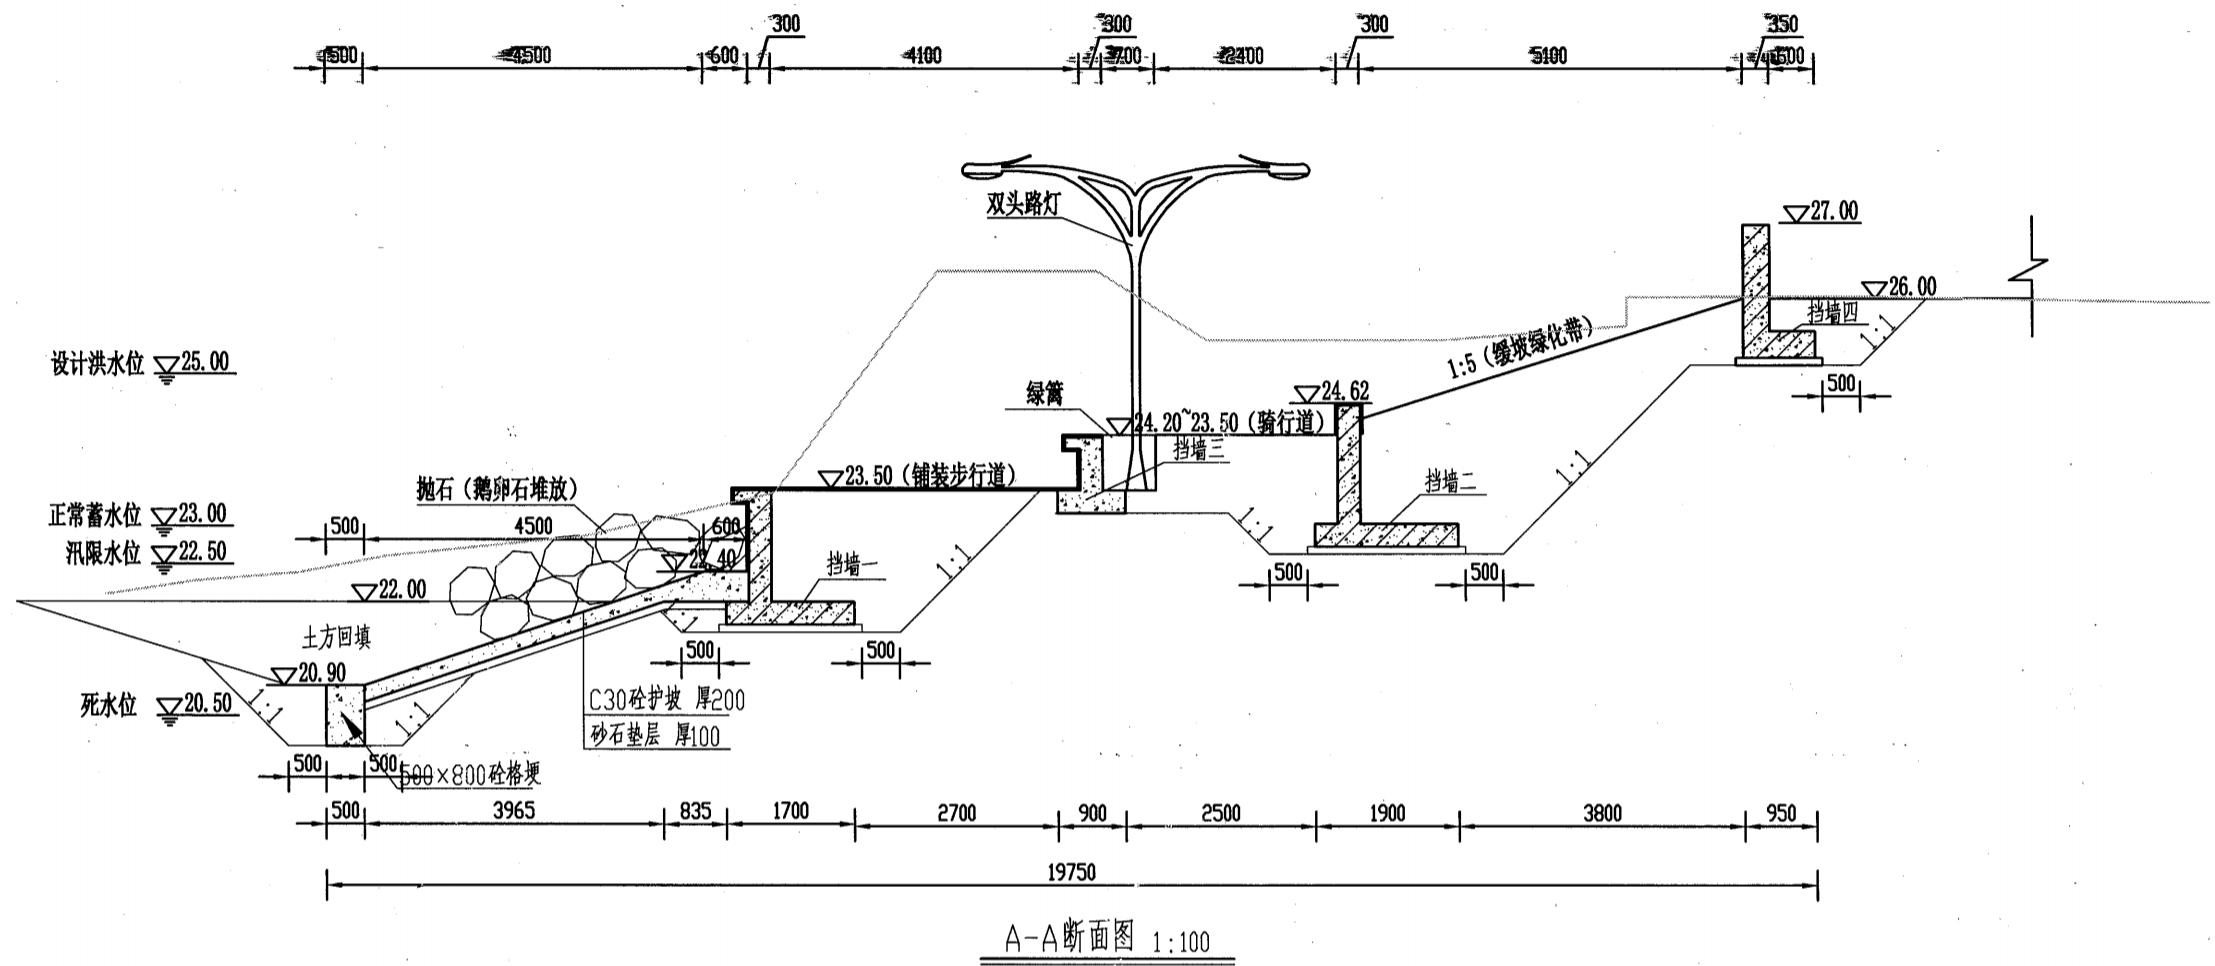 300 300 300 350
500 4500 600 4100 700 2400 5100 600
双头路灯
27.00
26.00
挡墙四
1:1
设计洪水位 25.00
1:5（缓坡绿化带）
绿篱
24.62
500
24.20~23.50（骑行道）
挡墙三
23.50（铺装步行道）
抛石（鹅卵石堆放）
挡墙二
1:1
正常蓄水位 23.00
500 4500 600
1:1
汛限水位 22.50
22.40
挡墙一
1:1
500 500
22.00
土方回填
1:1
500 500
20.90
死水位 20.50
1:1
1:1
C30砼护坡 厚200
砂石垫层 厚100
500 500
500×800砼格埂
500 3965 835 1700 2700 900 2500 1900 3800 950
19750
A-A断面图 1:100